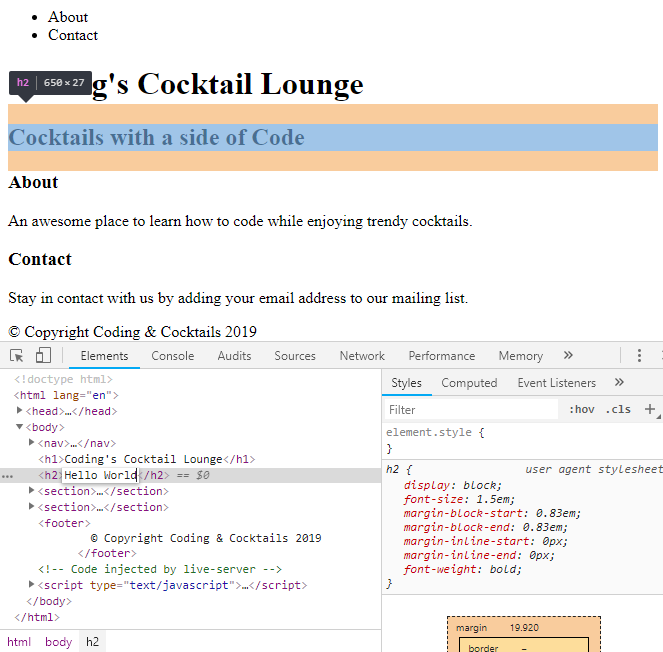 About
Contact
g's Cocktail Lounge
h2 650×27
Cocktails with a side of Code
About
An awesome place to learn how to code while enjoying trendy cocktails.
Contact
Stay in contact with us by adding your email address to our mailing list.
© Copyright Coding & Cocktails 2019
Elements Console Audits Sources Network Performance Memory »
<!doctype html>
<html lang="en">
<head>…</head>
<body>
<nav>…</nav>
<h1>Coding's Cocktail Lounge</h1>
… <h2>Hello World</h2> == $0
<section>…</section>
<section>…</section>
<footer>
© Copyright Coding & Cocktails 2019
</footer>
<!-- Code injected by live-server -->
<script type="text/javascript">…</script>
</body>
</html>
html body h2
Styles Computed Event Listeners »
Filter :hov .cls +
element.style {
}
h2 { user agent stylesheet
display: block;
font-size: 1.5em;
margin-block-start: 0.83em;
margin-block-end: 0.83em;
margin-inline-start: 0px;
margin-inline-end: 0px;
font-weight: bold;
}
margin 19.920
border –